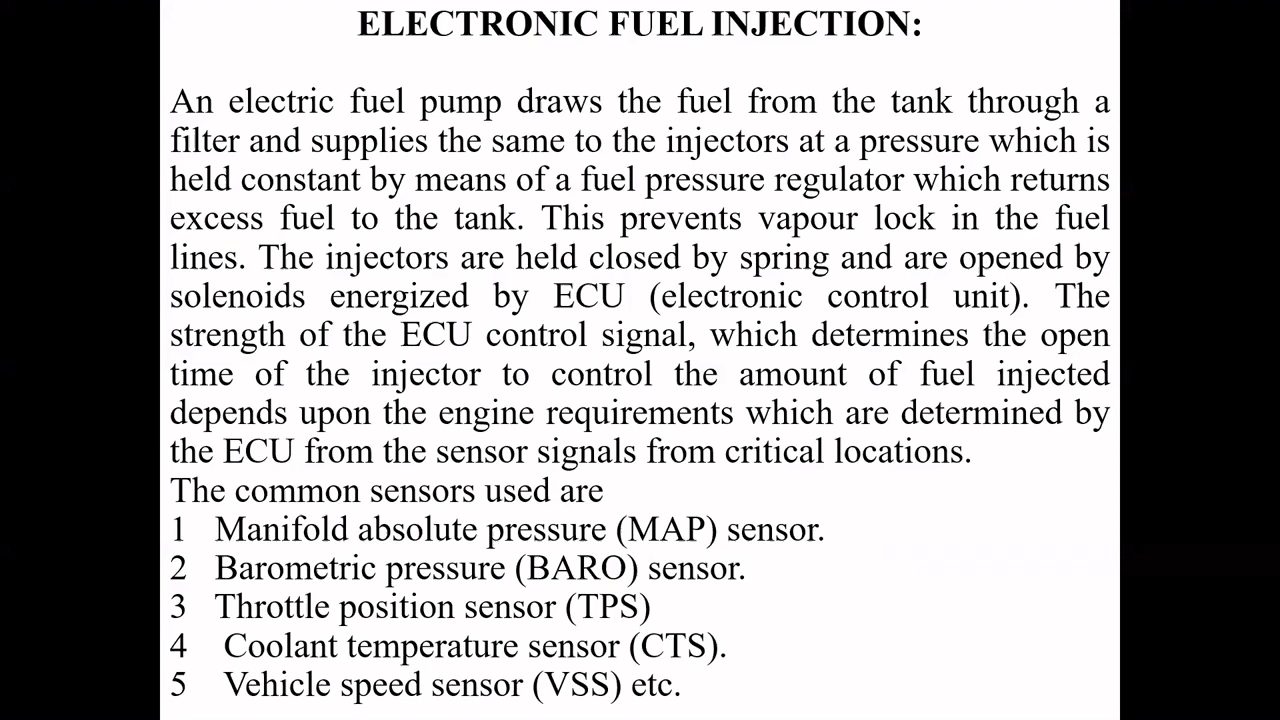 ELECTRONIC FUEL INJECTION:
An electric fuel pump draws the fuel from the tank through a
filter and supplies the same to the injectors at a pressure which is
held constant by means of a fuel pressure regulator which returns
excess fuel to the tank. This prevents vapour lock in the fuel
lines. The injectors are held closed by spring and are opened by
solenoids energized by ECU (electronic control unit). The
strength of the ECU control signal, which determines the open
time of the injector to control the amount of fuel injected
depends upon the engine requirements which are determined by
the ECU from the sensor signals from critical locations.
The common sensors used are
1 Manifold absolute pressure (MAP) sensor.
2 Barometric pressure (BARO) sensor.
3 Throttle position sensor (TPS)
4 Coolant temperature sensor (CTS).
5 Vehicle speed sensor (VSS) etc.